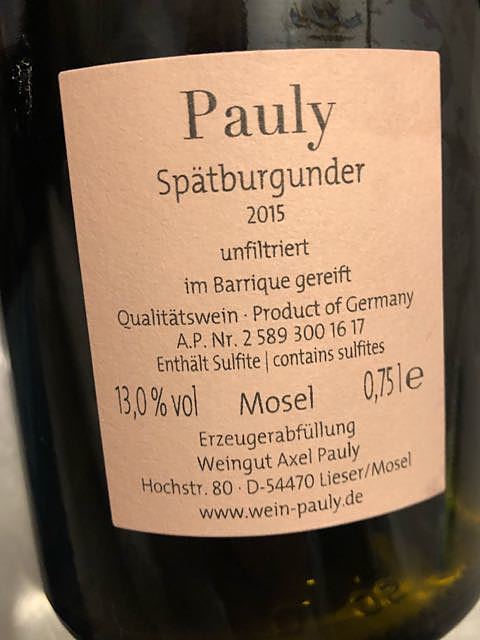 Pauly
Spätburgunder
2015
unfiltriert
im Barrique gereift
Qualitätswein · Product of Germany
A.P. Nr. 2 589 300 16 17
Enthält Sulfite | contains sulfites
13,0 % vol Mosel 0,75 l e
Erzeugerabfüllung
Weingut Axel Pauly
Hochstr. 80 · D-54470 Lieser/Mosel
www.wein-pauly.de